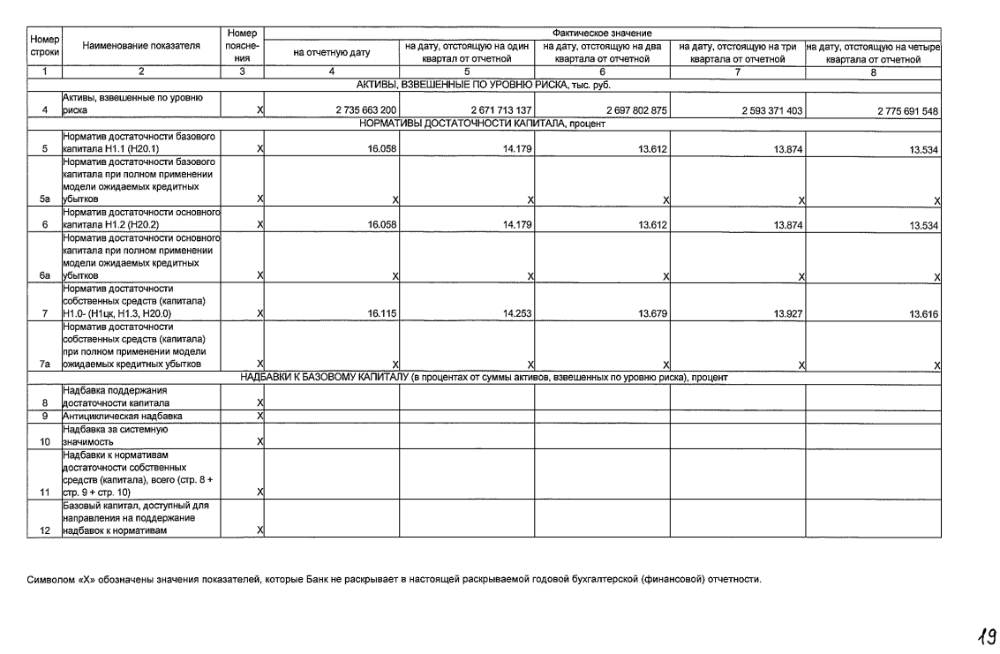 Номер строки | Наименование показателя | Номер поясне-ния | Фактическое значение
на отчетную дату | на дату, отстоящую на один квартал от отчетной | на дату, отстоящую на два квартала от отчетной | на дату, отстоящую на три квартала от отчетной | на дату, отстоящую на четыре квартала от отчетной
1 | 2 | 3 | 4 | 5 | 6 | 7 | 8
АКТИВЫ, ВЗВЕШЕННЫЕ ПО УРОВНЮ РИСКА, тыс. руб.
Активы, взвешенные по уровню
4 | риска | X | 2 735 663 200 | 2 671 713 137 | 2 697 802 875 | 2 593 371 403 | 2 775 691 548
НОРМАТИВЫ ДОСТАТОЧНОСТИ КАПИТАЛА, процент
Норматив достаточности базового
5 | капитала Н1.1 (Н20.1) | X | 16.058 | 14.179 | 13.612 | 13.874 | 13.534
Норматив достаточности базового
капитала при полном применении
модели ожидаемых кредитных
5а | убытков | X | X | X | X | X | X
Норматив достаточности основного
6 | капитала Н1.2 (Н20.2) | X | 16.058 | 14.179 | 13.612 | 13.874 | 13.534
Норматив достаточности основного
капитала при полном применении
модели ожидаемых кредитных
6а | убытков | X | X | X | X | X | X
Норматив достаточности
собственных средств (капитала)
7 | Н1.0- (Н1цк, Н1.3, Н20.0) | X | 16.115 | 14.253 | 13.679 | 13.927 | 13.616
Норматив достаточности
собственных средств (капитала)
при полном применении модели
7а | ожидаемых кредитных убытков | X | X | X | X | X | X
НАДБАВКИ К БАЗОВОМУ КАПИТАЛУ (в процентах от суммы активов, взвешенных по уровню риска), процент
Надбавка поддержания
8 | достаточности капитала | X
9 | Антициклическая надбавка | X
Надбавка за системную
10 | значимость | X
Надбавки к нормативам
достаточности собственных
средств (капитала), всего (стр. 8 +
11 | стр. 9 + стр. 10) | X
Базовый капитал, доступный для
направления на поддержание
12 | надбавок к нормативам | X
Символом «X» обозначены значения показателей, которые Банк не раскрывает в настоящей раскрываемой годовой бухгалтерской (финансовой) отчетности.
19